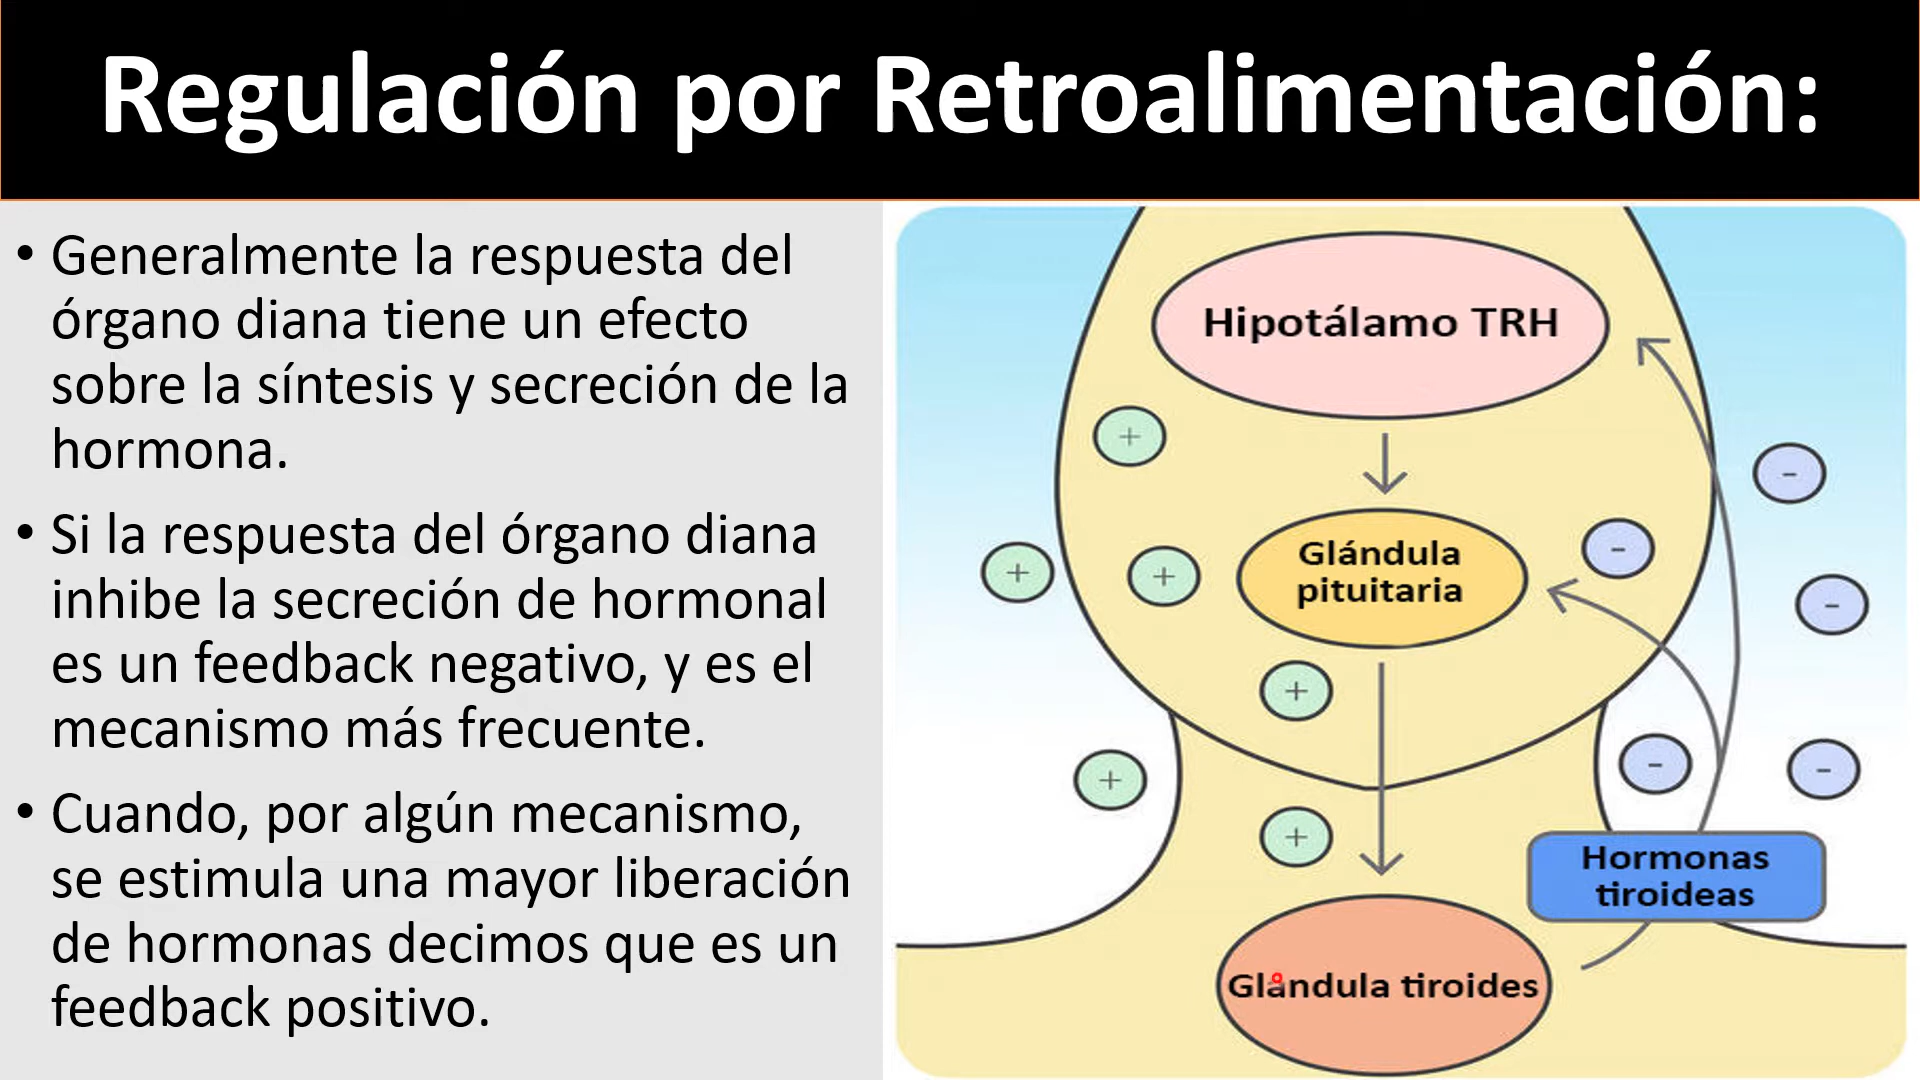 Regulación por Retroalimentación:
• Generalmente la respuesta del
órgano diana tiene un efecto
sobre la síntesis y secreción de la
hormona.
• Si la respuesta del órgano diana
inhibe la secreción de hormonal
es un feedback negativo, y es el
mecanismo más frecuente.
• Cuando, por algún mecanismo,
se estimula una mayor liberación
de hormonas decimos que es un
feedback positivo.
Hipotálamo TRH
+
-
+
+
Glándula
pituitaria
-
-
+
+
-
-
+
Hormonas
tiroideas
Glándula tiroides